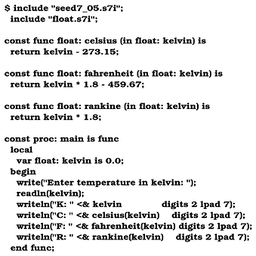 $ include "seed7_05.s7i";
include "float.s7i";
const func float: celsius (in float: kelvin) is
return kelvin - 273.15;
const func float: fahrenheit (in float: kelvin) is
return kelvin * 1.8 - 459.67;
const func float: rankine (in float: kelvin) is
return kelvin * 1.8;
const proc: main is func
local
var float: kelvin is 0.0;
begin
write("Enter temperature in kelvin: ");
readln(kelvin);
writeln("K: " <& kelvin digits 2 lpad 7);
writeln("C: " <& celsius(kelvin) digits 2 lpad 7);
writeln("F: " <& fahrenheit(kelvin) digits 2 lpad 7);
writeln("R: " <& rankine(kelvin) digits 2 lpad 7);
end func;